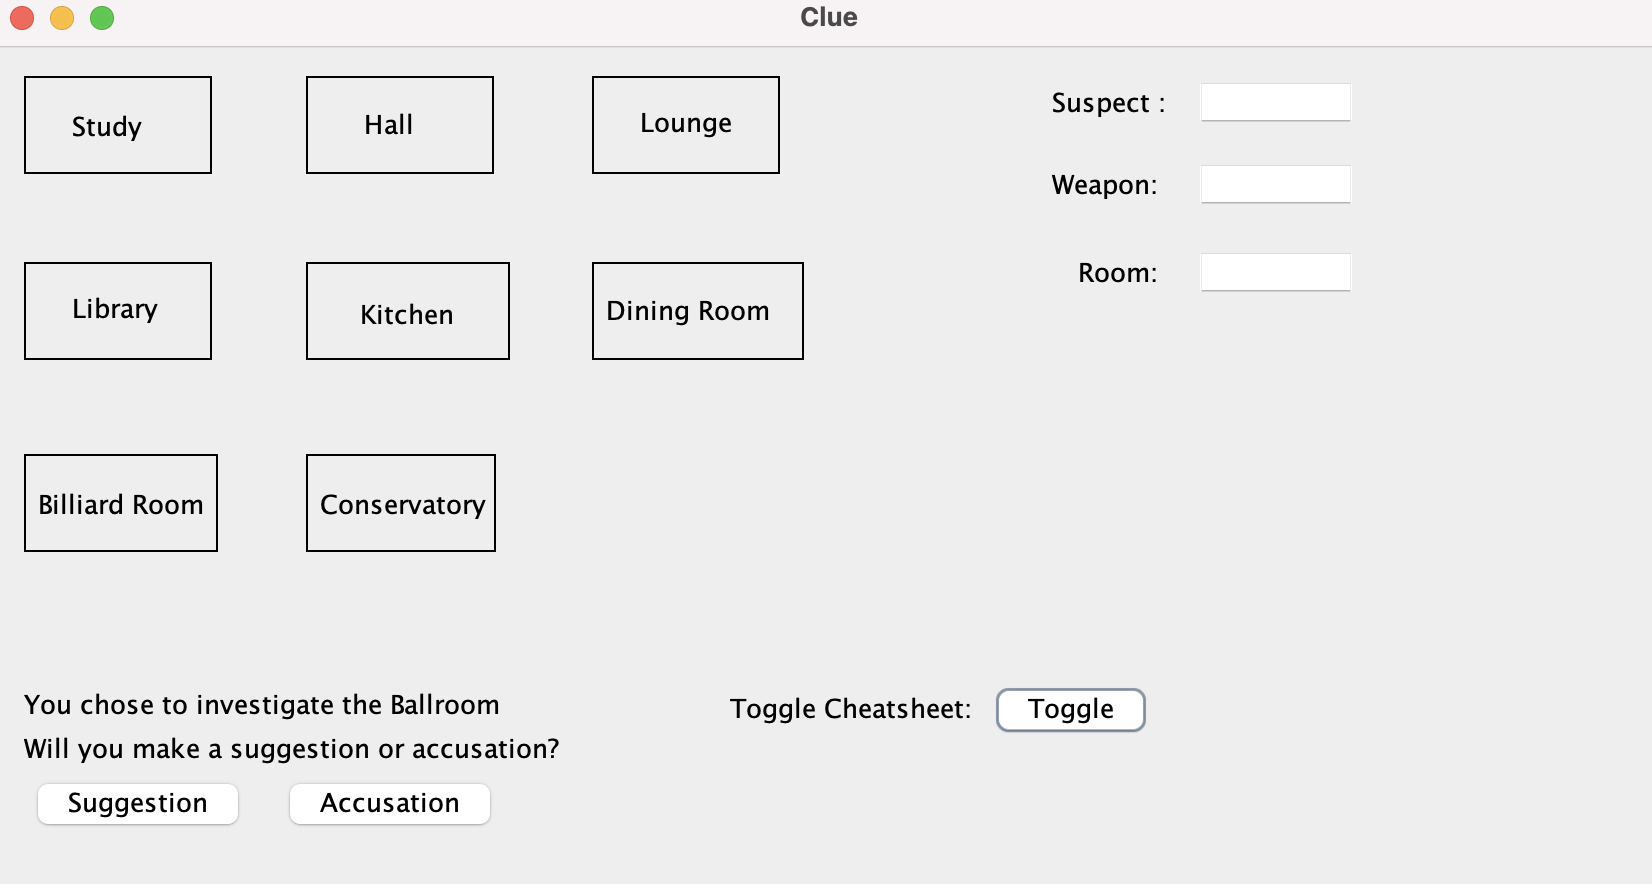 Clue
Study
Hall
Lounge
Suspect :
Weapon:
Room:
Library
Kitchen
Dining Room
Billiard Room
Conservatory
You chose to investigate the Ballroom
Will you make a suggestion or accusation?
Suggestion
Accusation
Toggle Cheatsheet:
Toggle